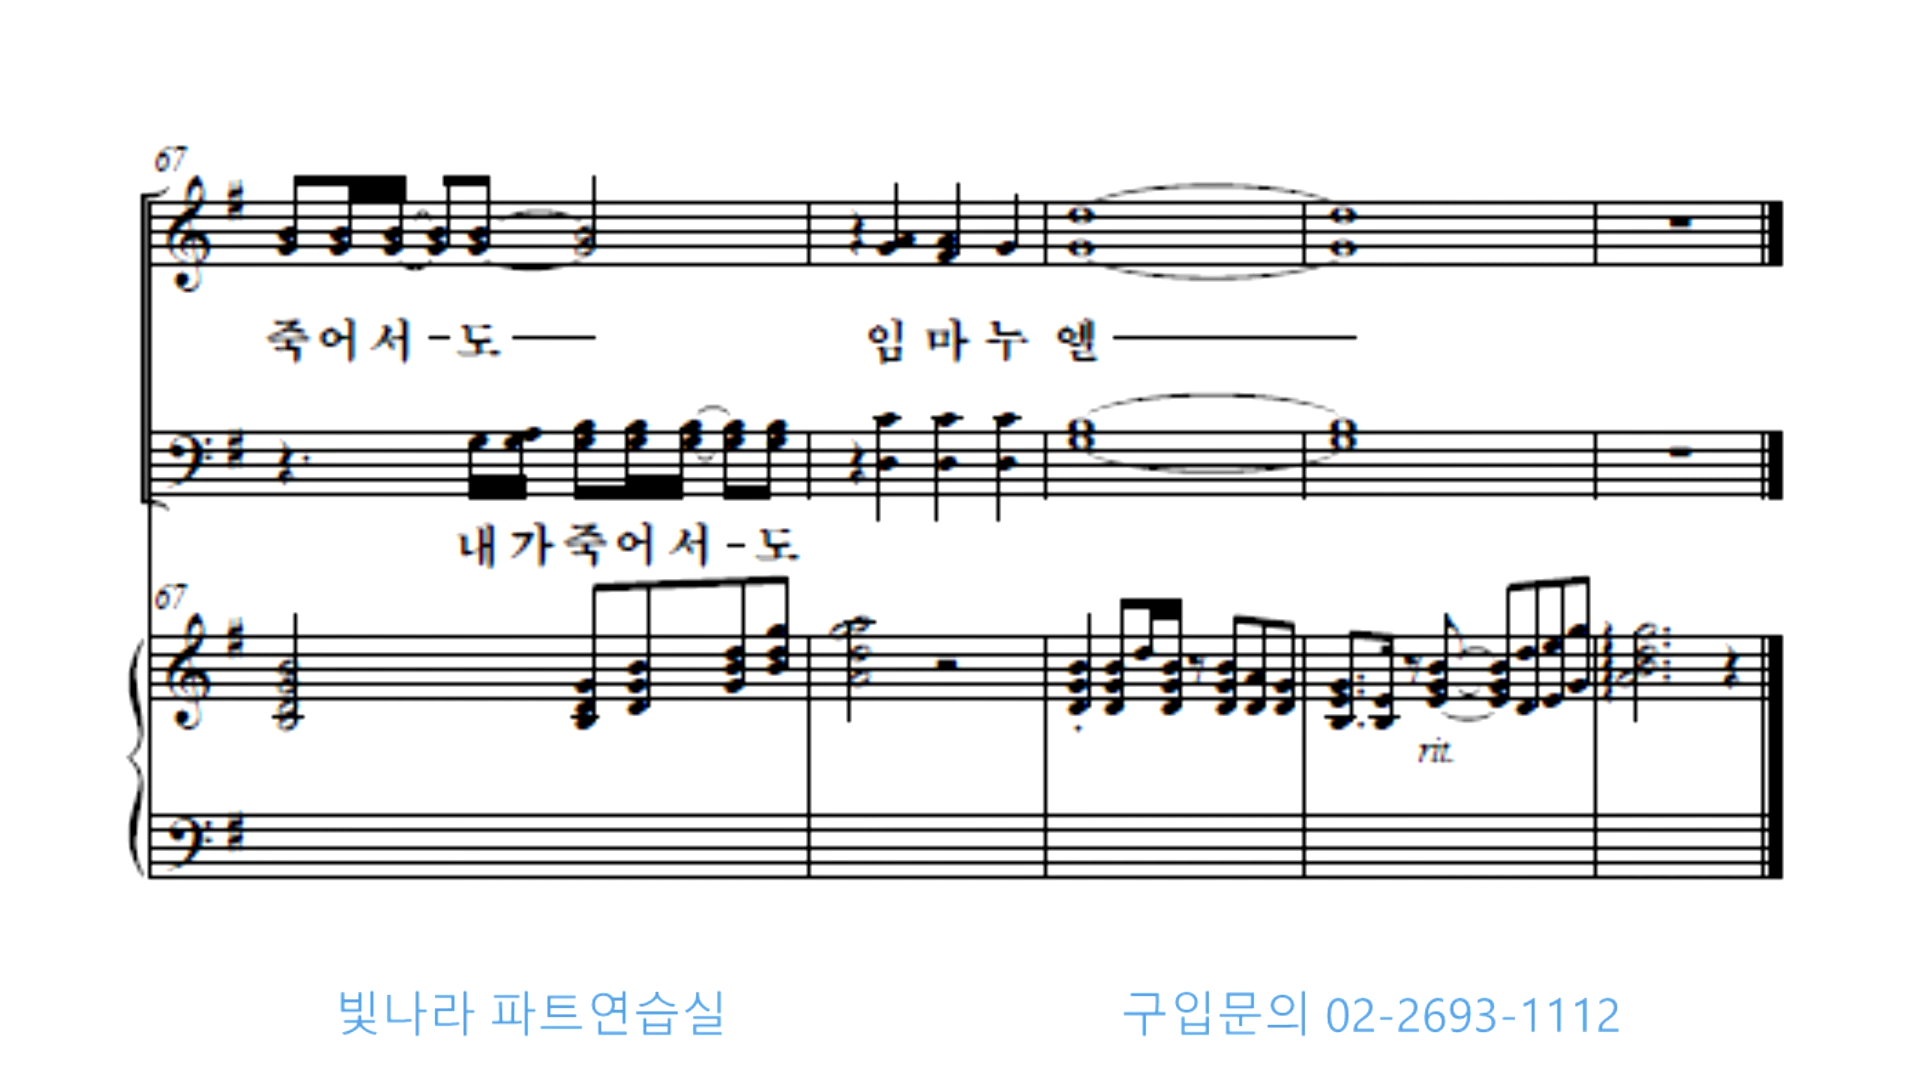 67
죽어서-도 임마누엘
내가죽어서-도
67
rit.
빛나라 파트연습실 구입문의 02-2693-1112